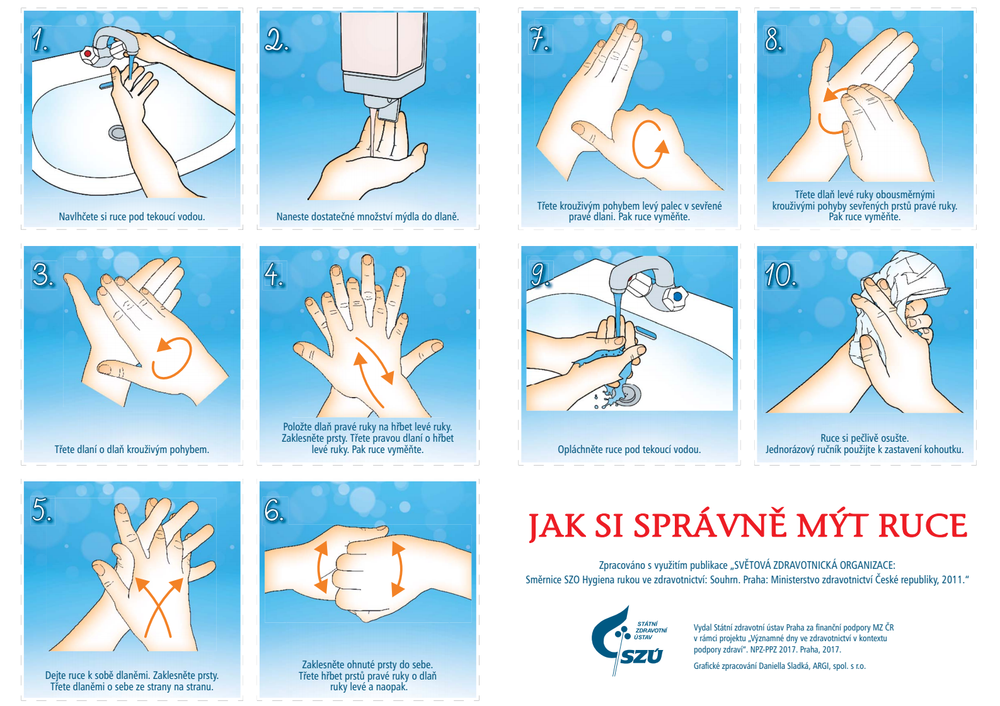 1.
Navlhčete si ruce pod tekoucí vodou.
2.
Naneste dostatečné množství mýdla do dlaně.
3.
Třete dlaní o dlaň krouživým pohybem.
4.
Položte dlaň pravé ruky na hřbet levé ruky.
Zaklesněte prsty. Třete pravou dlaní o hřbet
levé ruky. Pak ruce vyměňte.
5.
Dejte ruce k sobě dlaněmi. Zaklesněte prsty.
Třete dlaněmi o sebe ze strany na stranu.
6.
Zaklesněte ohnuté prsty do sebe.
Třete hřbet prstů pravé ruky o dlaň
ruky levé a naopak.
7.
Třete krouživým pohybem levý palec v sevřené
pravé dlani. Pak ruce vyměňte.
8.
Třete dlaň levé ruky obousměrnými
krouživými pohyby sevřených prstů pravé ruky.
Pak ruce vyměňte.
9.
Opláchněte ruce pod tekoucí vodou.
10.
Ruce si pečlivě osušte.
Jednorázový ručník použijte k zastavení kohoutku.
JAK SI SPRÁVNĚ MÝT RUCE
Zpracováno s využitím publikace „SVĚTOVÁ ZDRAVOTNICKÁ ORGANIZACE:
Směrnice SZO Hygiena rukou ve zdravotnictví: Souhrn. Praha: Ministerstvo zdravotnictví České republiky, 2011.“
STÁTNÍ
ZDRAVOTNÍ
ÚSTAV
SZÚ
Vydal Státní zdravotní ústav Praha za finanční podpory MZ ČR
v rámci projektu „Významné dny ve zdravotnictví v kontextu
podpory zdraví“. NPZ-PPZ 2017. Praha, 2017.
Grafické zpracování Daniella Sladká, ARGI, spol. s r.o.